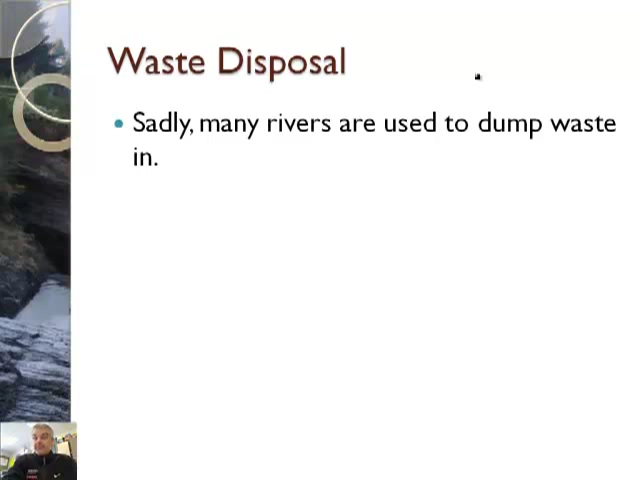 Waste Disposal
Sadly, many rivers are used to dump waste
in.